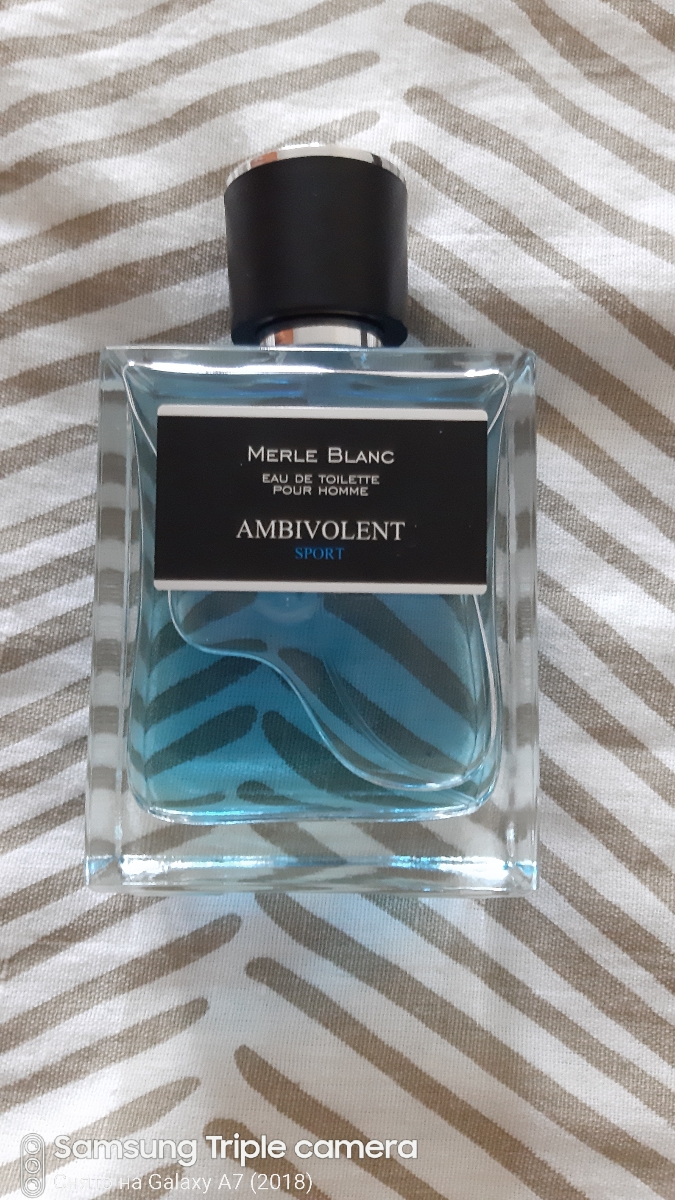 MERLE BLANC
EAU DE TOILETTE
POUR HOMME
AMBIVOLENT
SPORT
Samsung Triple camera
Снято на Galaxy A7 (2018)